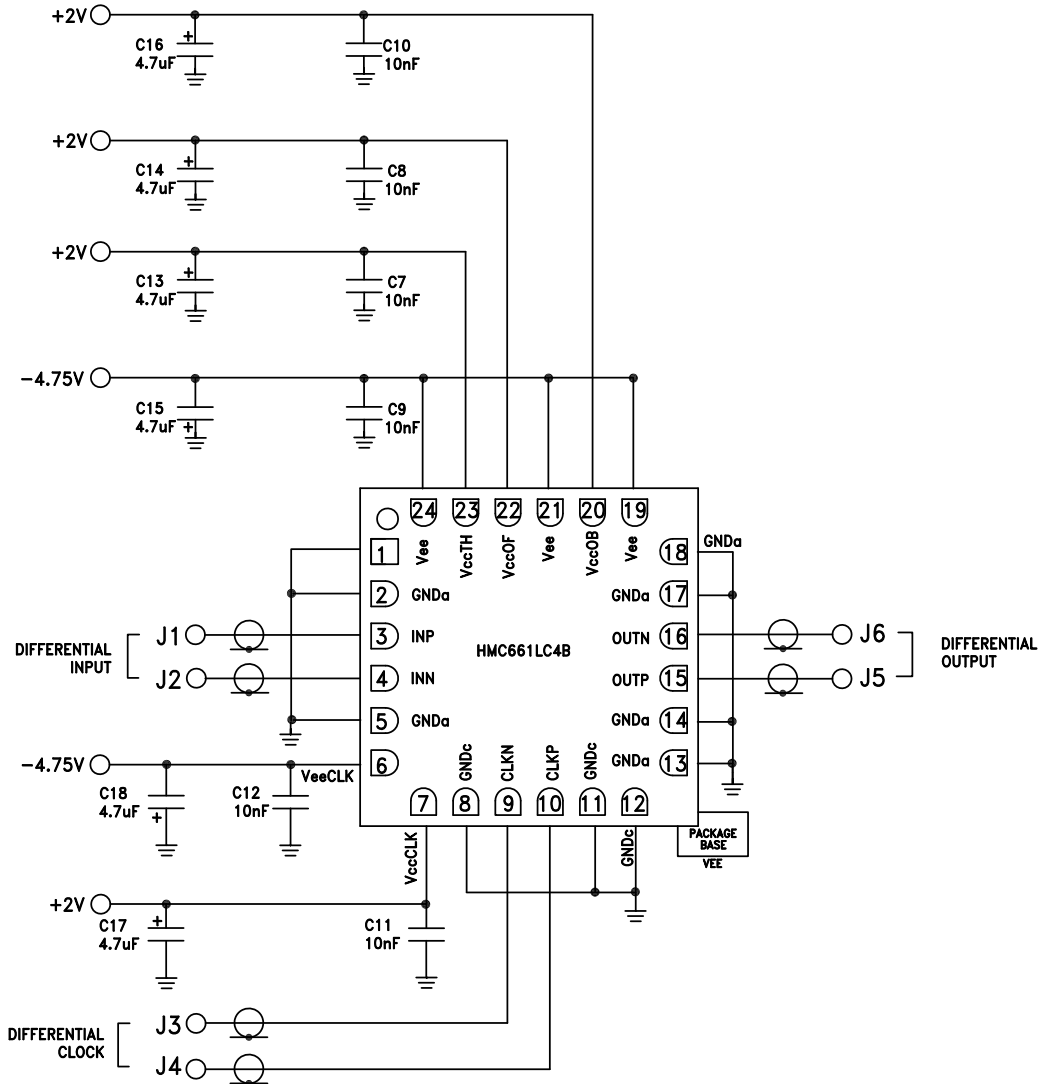 +2V
+
C16
4.7uF
C10
10nF
+2V
+
C14
4.7uF
C8
10nF
+2V
+
C13
4.7uF
C7
10nF
-4.75V
C15
4.7uF
+
C9
10nF
24
23
22
21
20
19
Vee
VccTH
VccOF
Vee
VccOB
Vee
1
18
GNDa
2
GNDa
GNDa
17
DIFFERENTIAL
INPUT
J1
3
INP
HMC661LC4B
OUTN
16
J6
DIFFERENTIAL
OUTPUT
J2
4
INN
OUTP
15
J5
5
GNDa
GNDa
14
-4.75V
VeeCLK
6
GNDc
CLKN
CLKP
GNDc
GNDa
13
C18
4.7uF
+
C12
10nF
7
8
9
10
11
12
VccCLK
GNDc
PACKAGE
BASE
VEE
+2V
+
C17
4.7uF
C11
10nF
DIFFERENTIAL
CLOCK
J3
J4